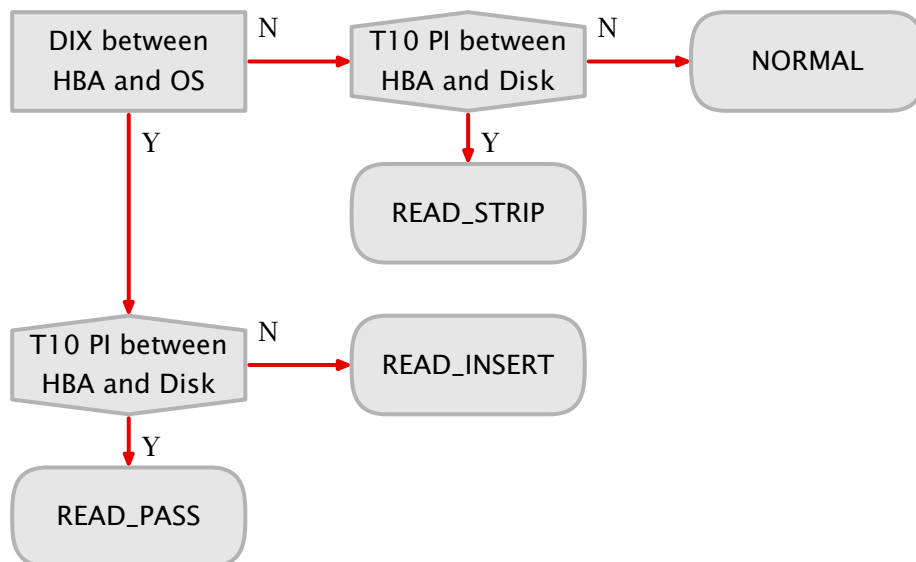 DIX between
HBA and OS
N
T10 PI between
HBA and Disk
N
NORMAL
Y
Y
READ_STRIP
T10 PI between
HBA and Disk
N
READ_INSERT
Y
READ_PASS